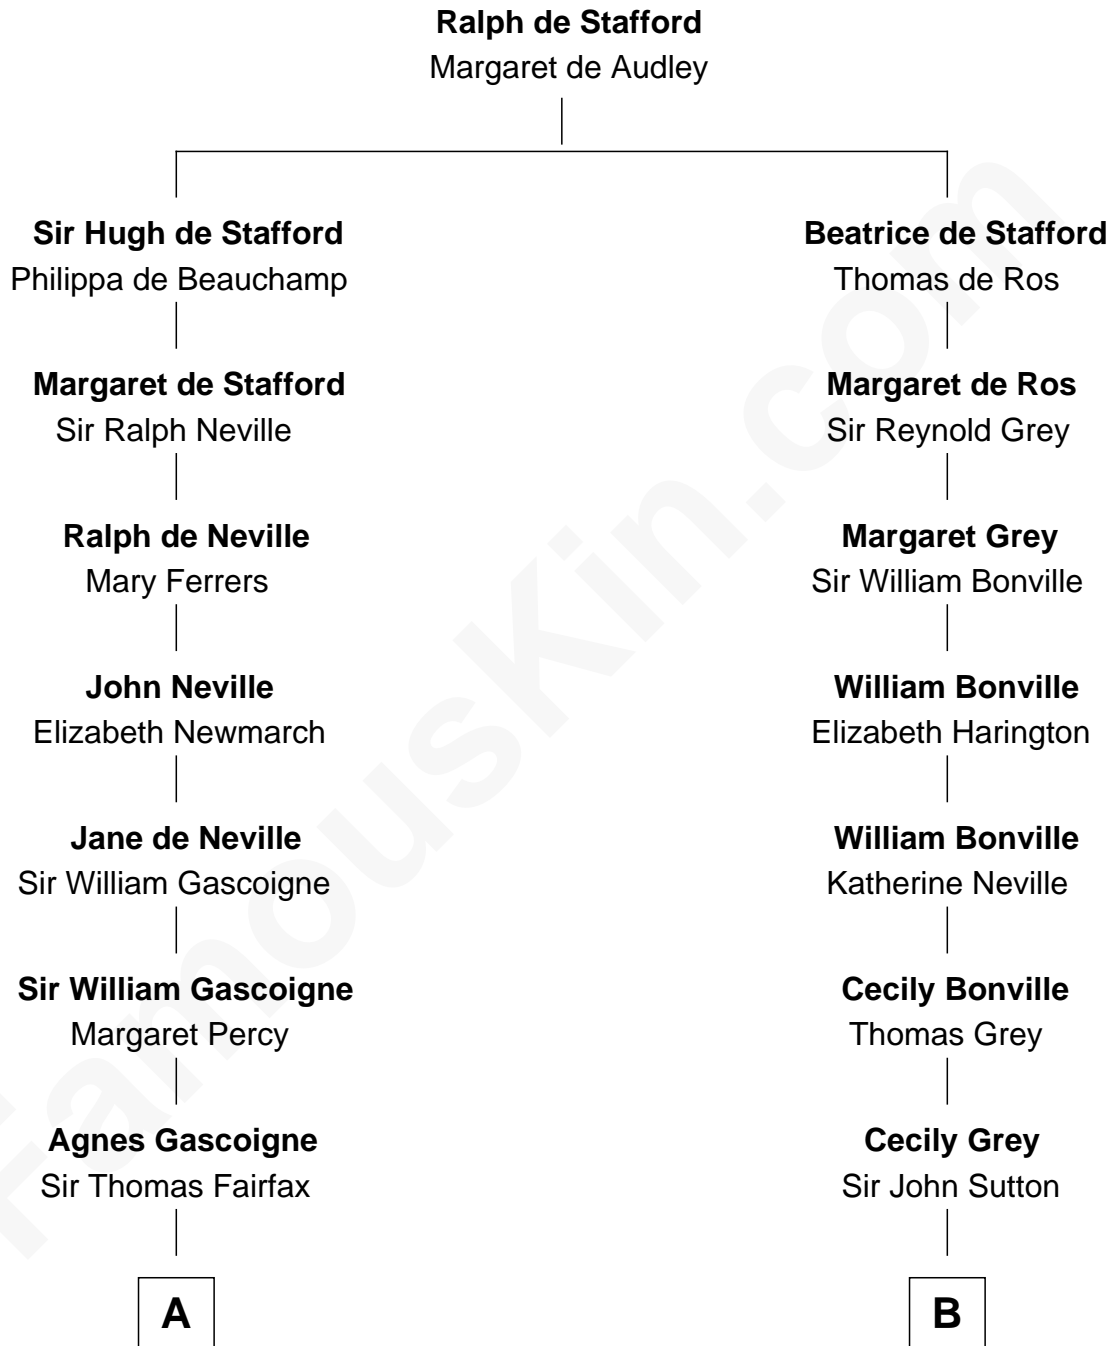 Ralph de Stafford
Margaret de Audley
Sir Hugh de Stafford
Philippa de Beauchamp
Beatrice de Stafford
Thomas de Ros
Margaret de Stafford
Sir Ralph Neville
Margaret de Ros
Sir Reynold Grey
Ralph de Neville
Mary Ferrers
Margaret Grey
Sir William Bonville
John Neville
Elizabeth Newmarch
William Bonville
Elizabeth Harington
Jane de Neville
Sir William Gascoigne
William Bonville
Katherine Neville
Sir William Gascoigne
Margaret Percy
Cecily Bonville
Thomas Grey
Agnes Gascoigne
Sir Thomas Fairfax
Cecily Grey
Sir John Sutton
A
B
FamousKin.com